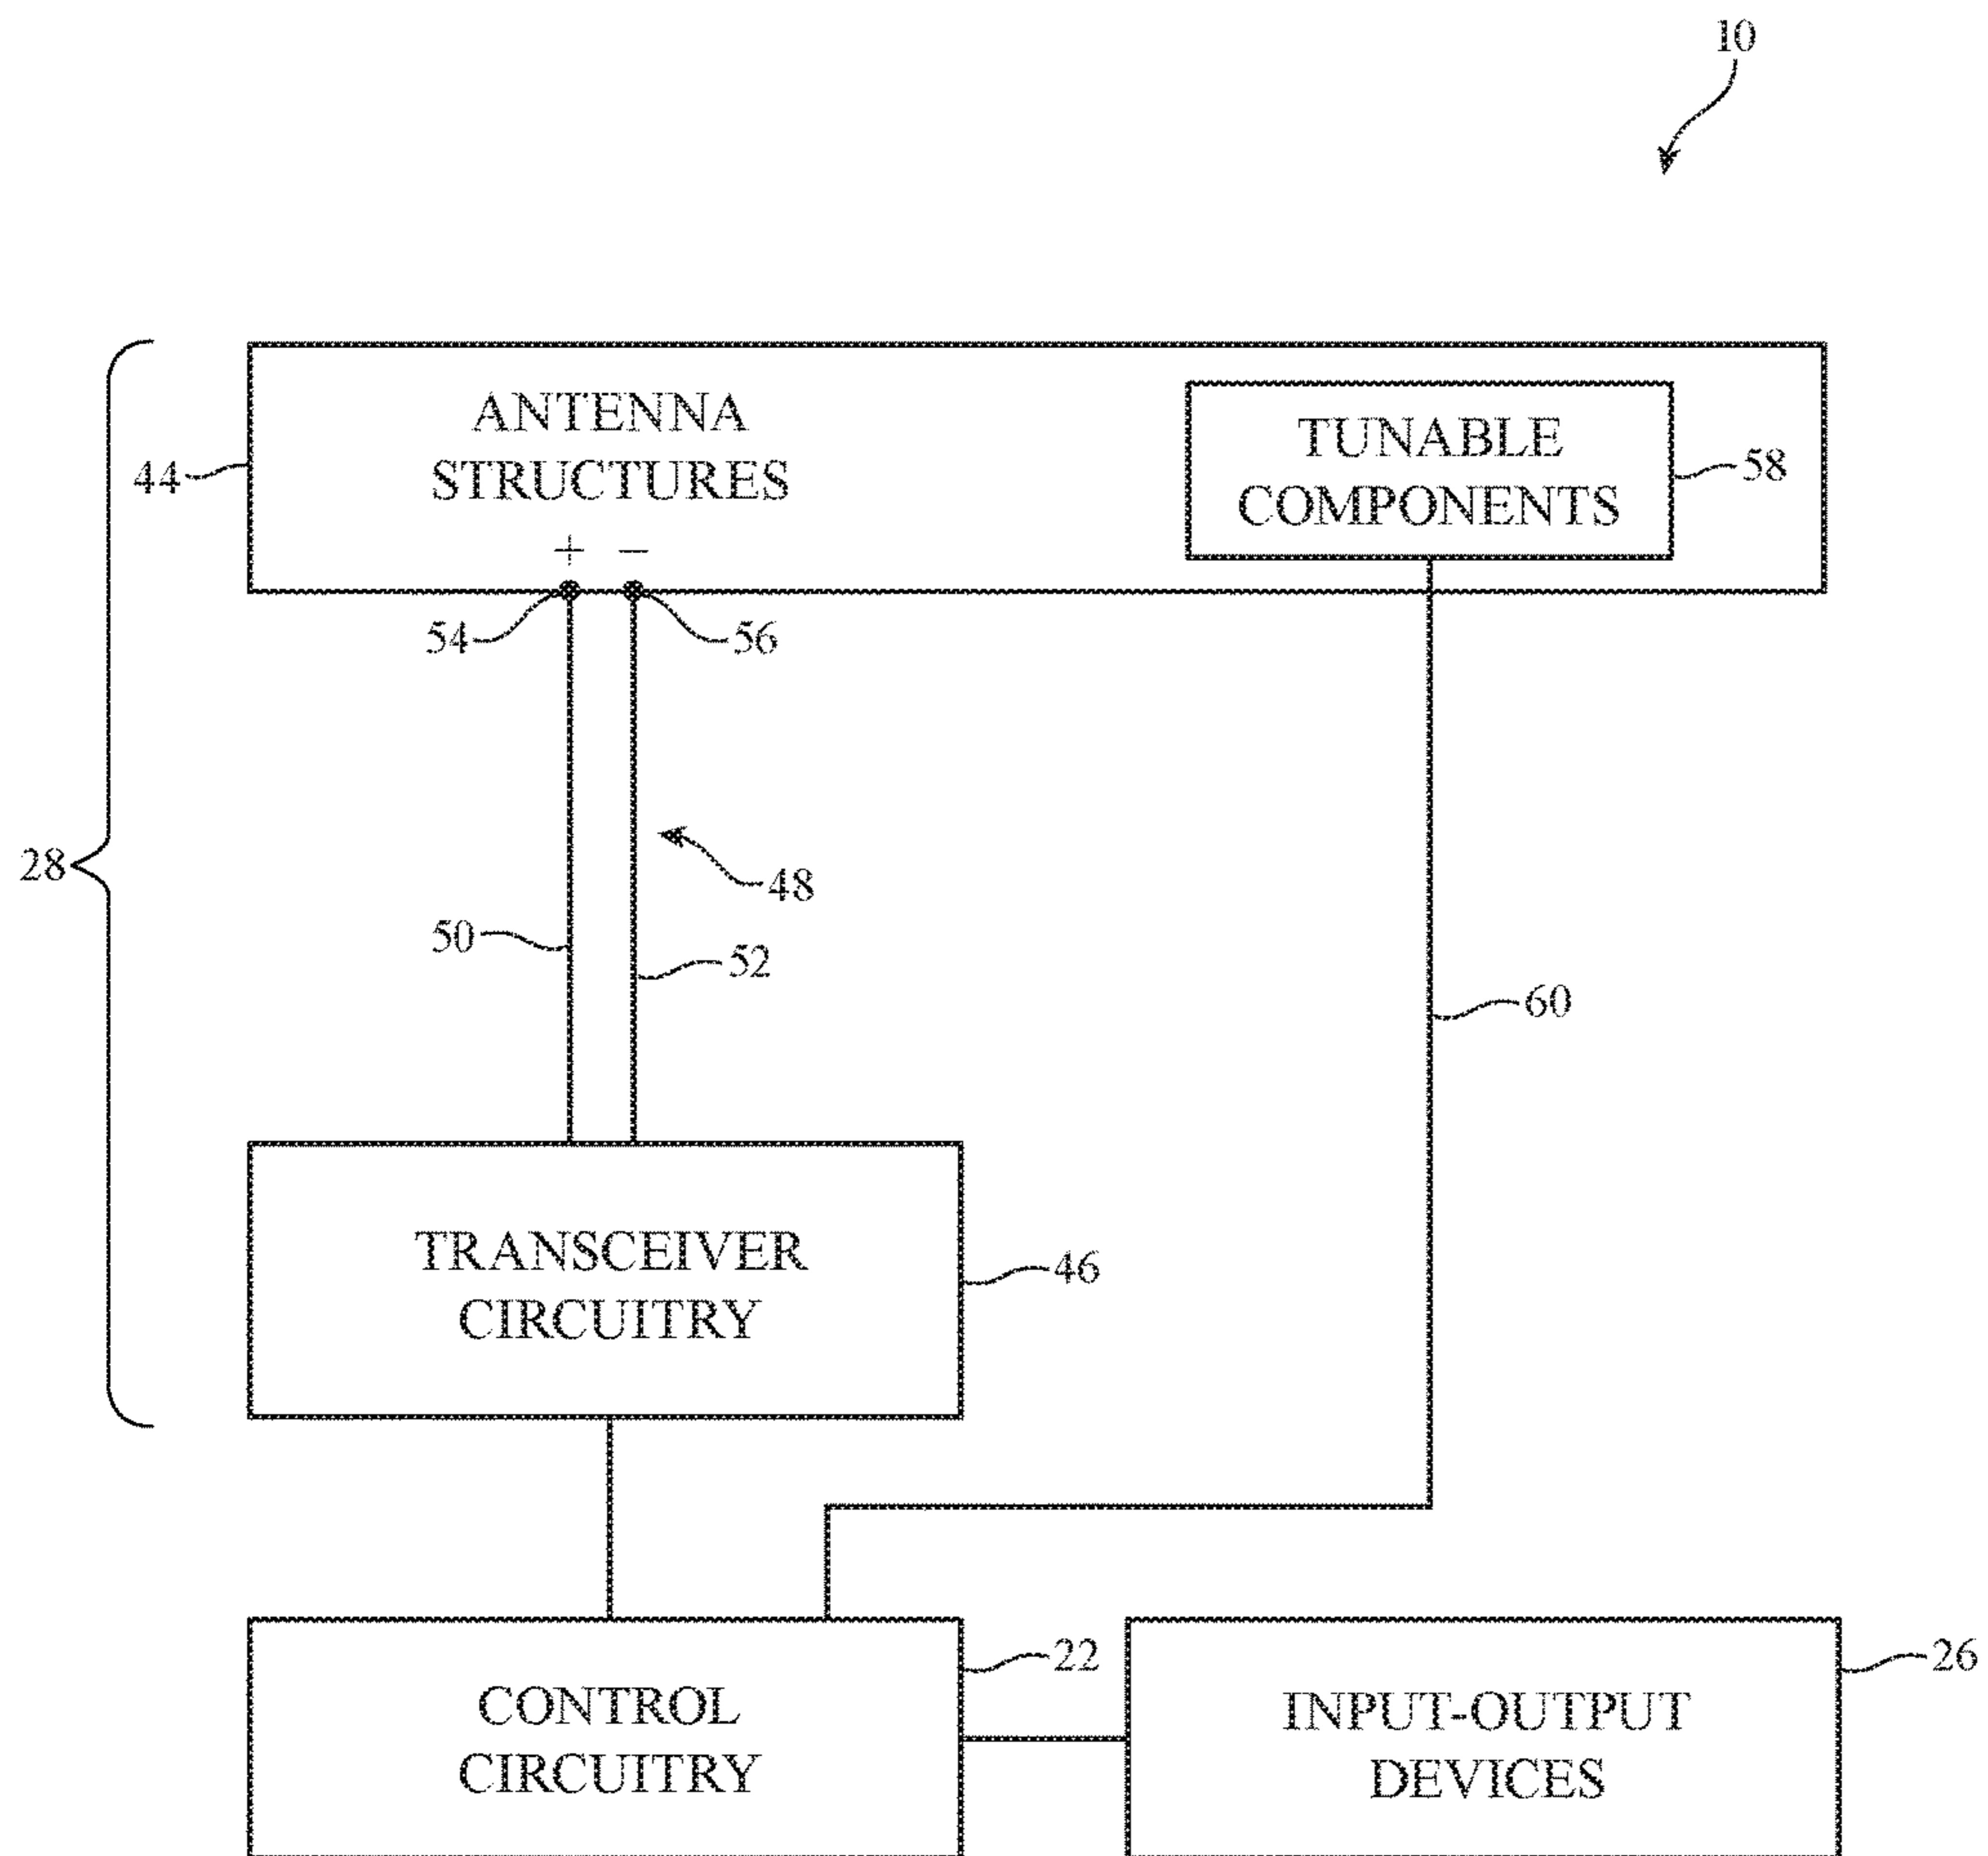 10
ANTENNA
STRUCTURES
+ −
TUNABLE
COMPONENTS
44
58
54
56
28
48
50
52
60
TRANSCEIVER
CIRCUITRY
46
CONTROL
CIRCUITRY
22
INPUT-OUTPUT
DEVICES
26